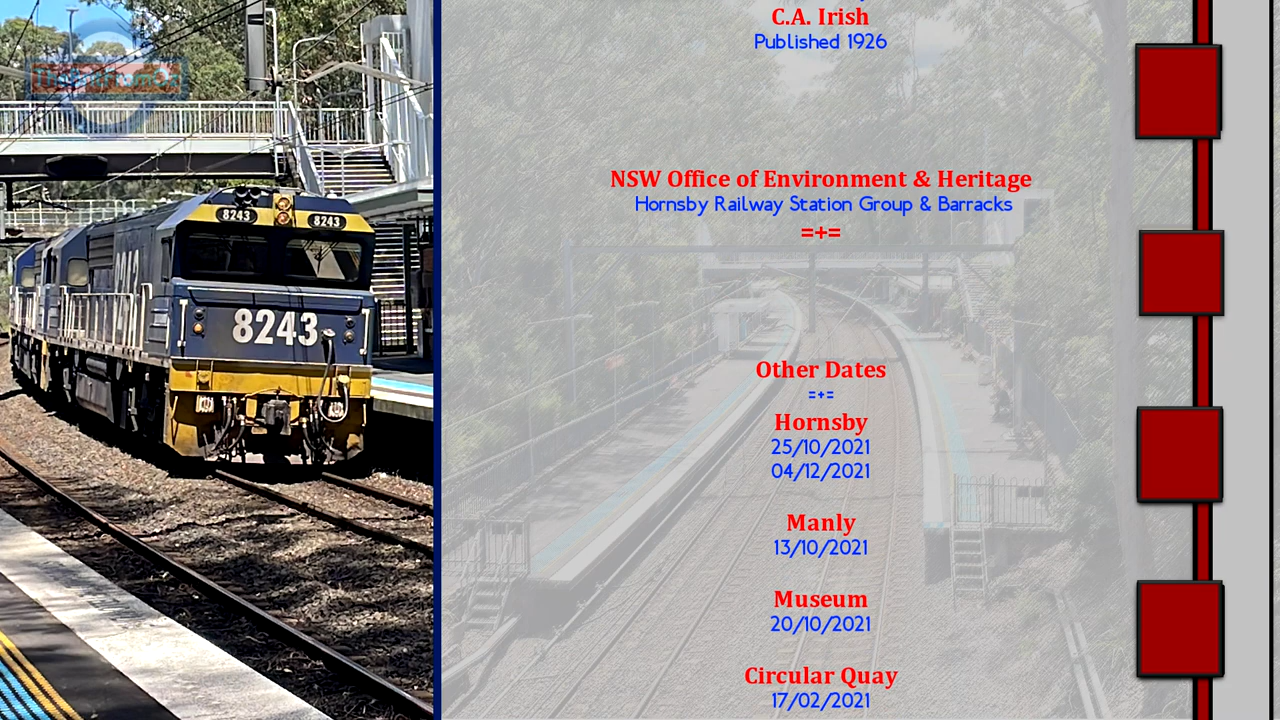 C.A. Irish
Published 1926
NSW Office of Environment & Heritage
Hornsby Railway Station Group & Barracks
=+=
Other Dates
=+=
Hornsby
25/10/2021
04/12/2021
Manly
13/10/2021
Museum
20/10/2021
Circular Quay
17/02/2021
8243
8243
8243